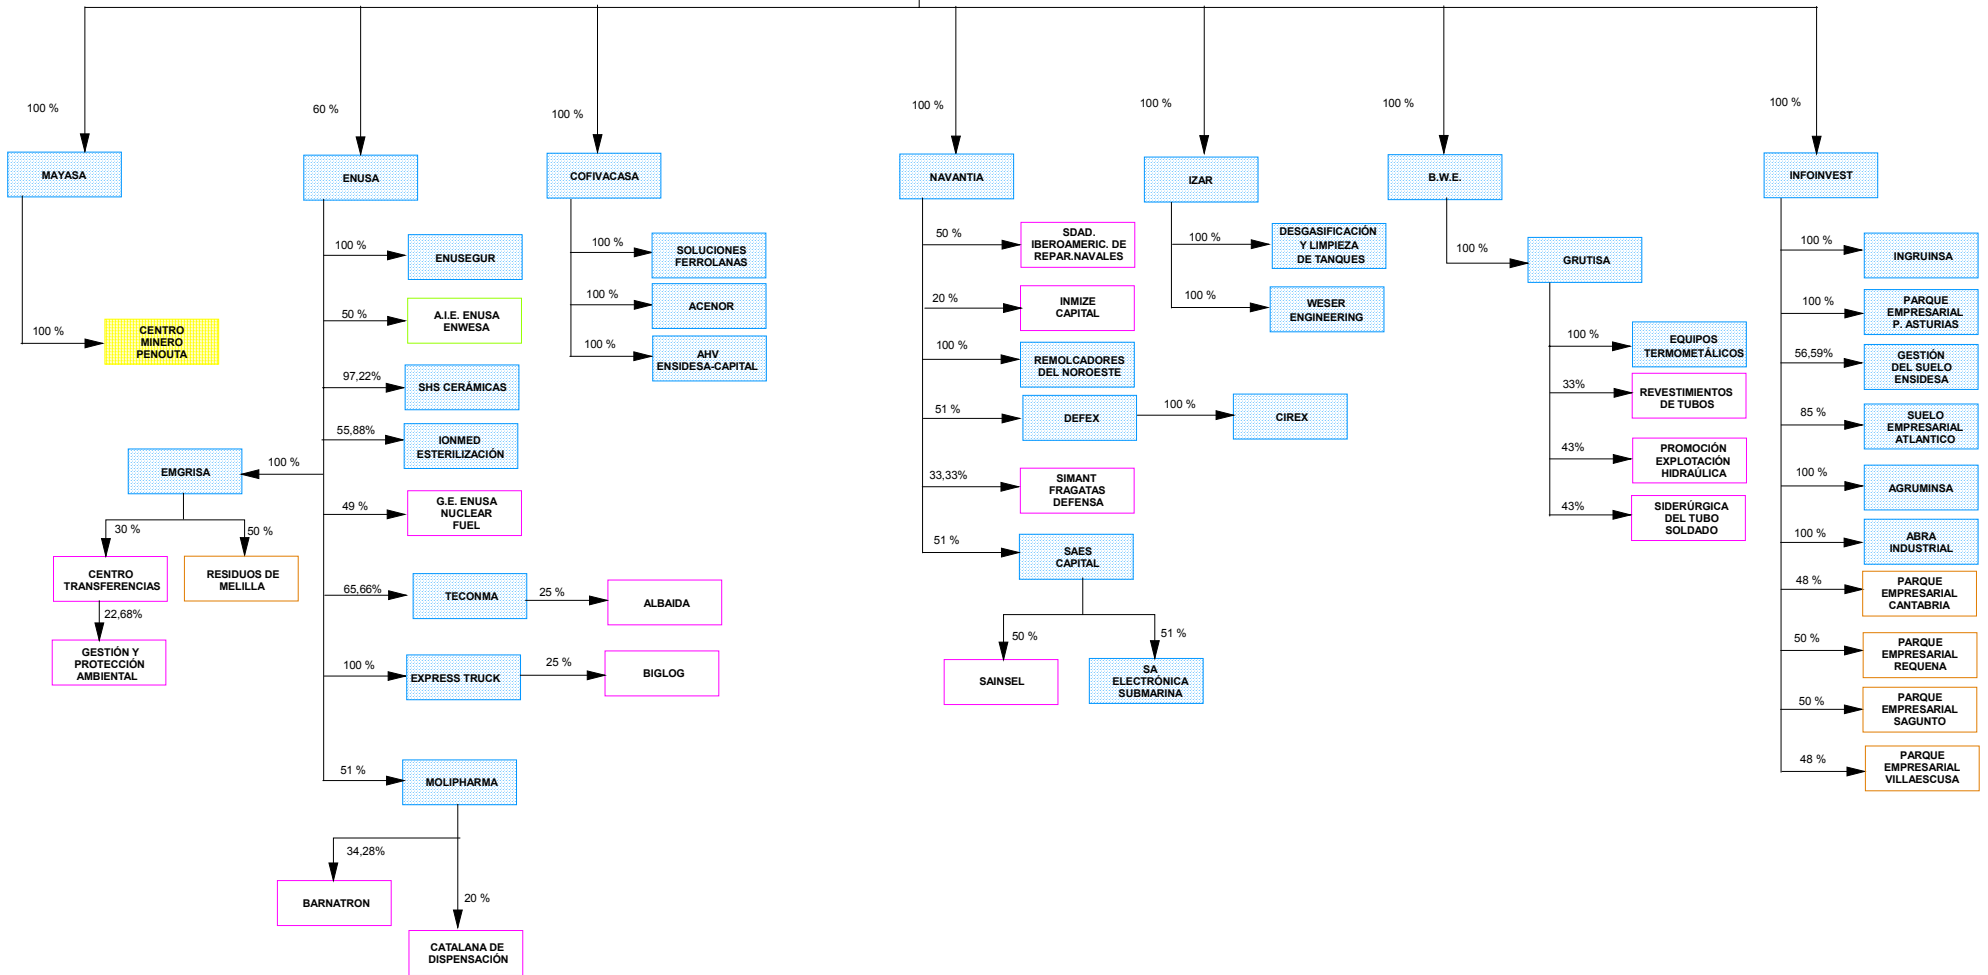 100 %
60 %
100 %
100 %
100 %
100 %
100 %
MAYASA
ENUSA
COFIVACASA
NAVANTIA
IZAR
B.W.E.
INFOINVEST
100 %
CENTRO
MINERO
PENOUTA
100 %
ENUSEGUR
50 %
A.I.E. ENUSA
ENWESA
97,22%
SHS CERÁMICAS
55,88%
IONMED
ESTERILIZACIÓN
100 %
EMGRISA
30 %
50 %
CENTRO
TRANSFERENCIAS
RESIDUOS DE
MELILLA
22,68%
GESTIÓN Y
PROTECCIÓN
AMBIENTAL
49 %
G.E. ENUSA
NUCLEAR
FUEL
65,66%
TECONMA
25 %
ALBAIDA
100 %
EXPRESS TRUCK
25 %
BIGLOG
51 %
MOLIPHARMA
34,28%
BARNATRON
20 %
CATALANA DE
DISPENSACIÓN
100 %
SOLUCIONES
FERROLANAS
100 %
ACENOR
100 %
AHV
ENSIDESA-CAPITAL
50 %
SDAD.
IBEROAMERIC. DE
REPAR.NAVALES
20 %
INMIZE
CAPITAL
100 %
REMOLCADORES
DEL NOROESTE
51 %
DEFEX
100 %
CIREX
33,33%
SIMANT
FRAGATAS
DEFENSA
51 %
SAES
CAPITAL
50 %
SAINSEL
51 %
SA
ELECTRÓNICA
SUBMARINA
100 %
DESGASIFICACIÓN
Y LIMPIEZA
DE TANQUES
100 %
WESER
ENGINEERING
100 %
GRUTISA
100 %
EQUIPOS
TERMOMETÁLICOS
33%
REVESTIMIENTOS
DE TUBOS
43%
PROMOCIÓN
EXPLOTACIÓN
HIDRAÚLICA
43%
SIDERÚRGICA
DEL TUBO
SOLDADO
100 %
INGRUINSA
100 %
PARQUE
EMPRESARIAL
P. ASTURIAS
56,59%
GESTIÓN
DEL SUELO
ENSIDESA
85 %
SUELO
EMPRESARIAL
ATLANTICO
100 %
AGRUMINSA
100 %
ABRA
INDUSTRIAL
48 %
PARQUE
EMPRESARIAL
CANTABRIA
50 %
PARQUE
EMPRESARIAL
REQUENA
50 %
PARQUE
EMPRESARIAL
SAGUNTO
48 %
PARQUE
EMPRESARIAL
VILLAESCUSA